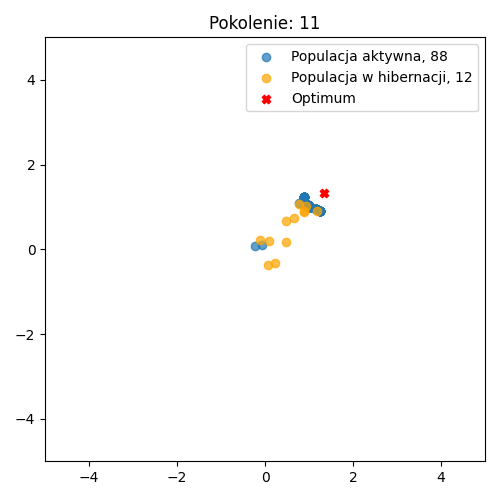 Pokolenie: 11
Populacja aktywna, 88
Populacja w hibernacji, 12
Optimum
4
2
0
−2
−4
−4
−2
0
2
4